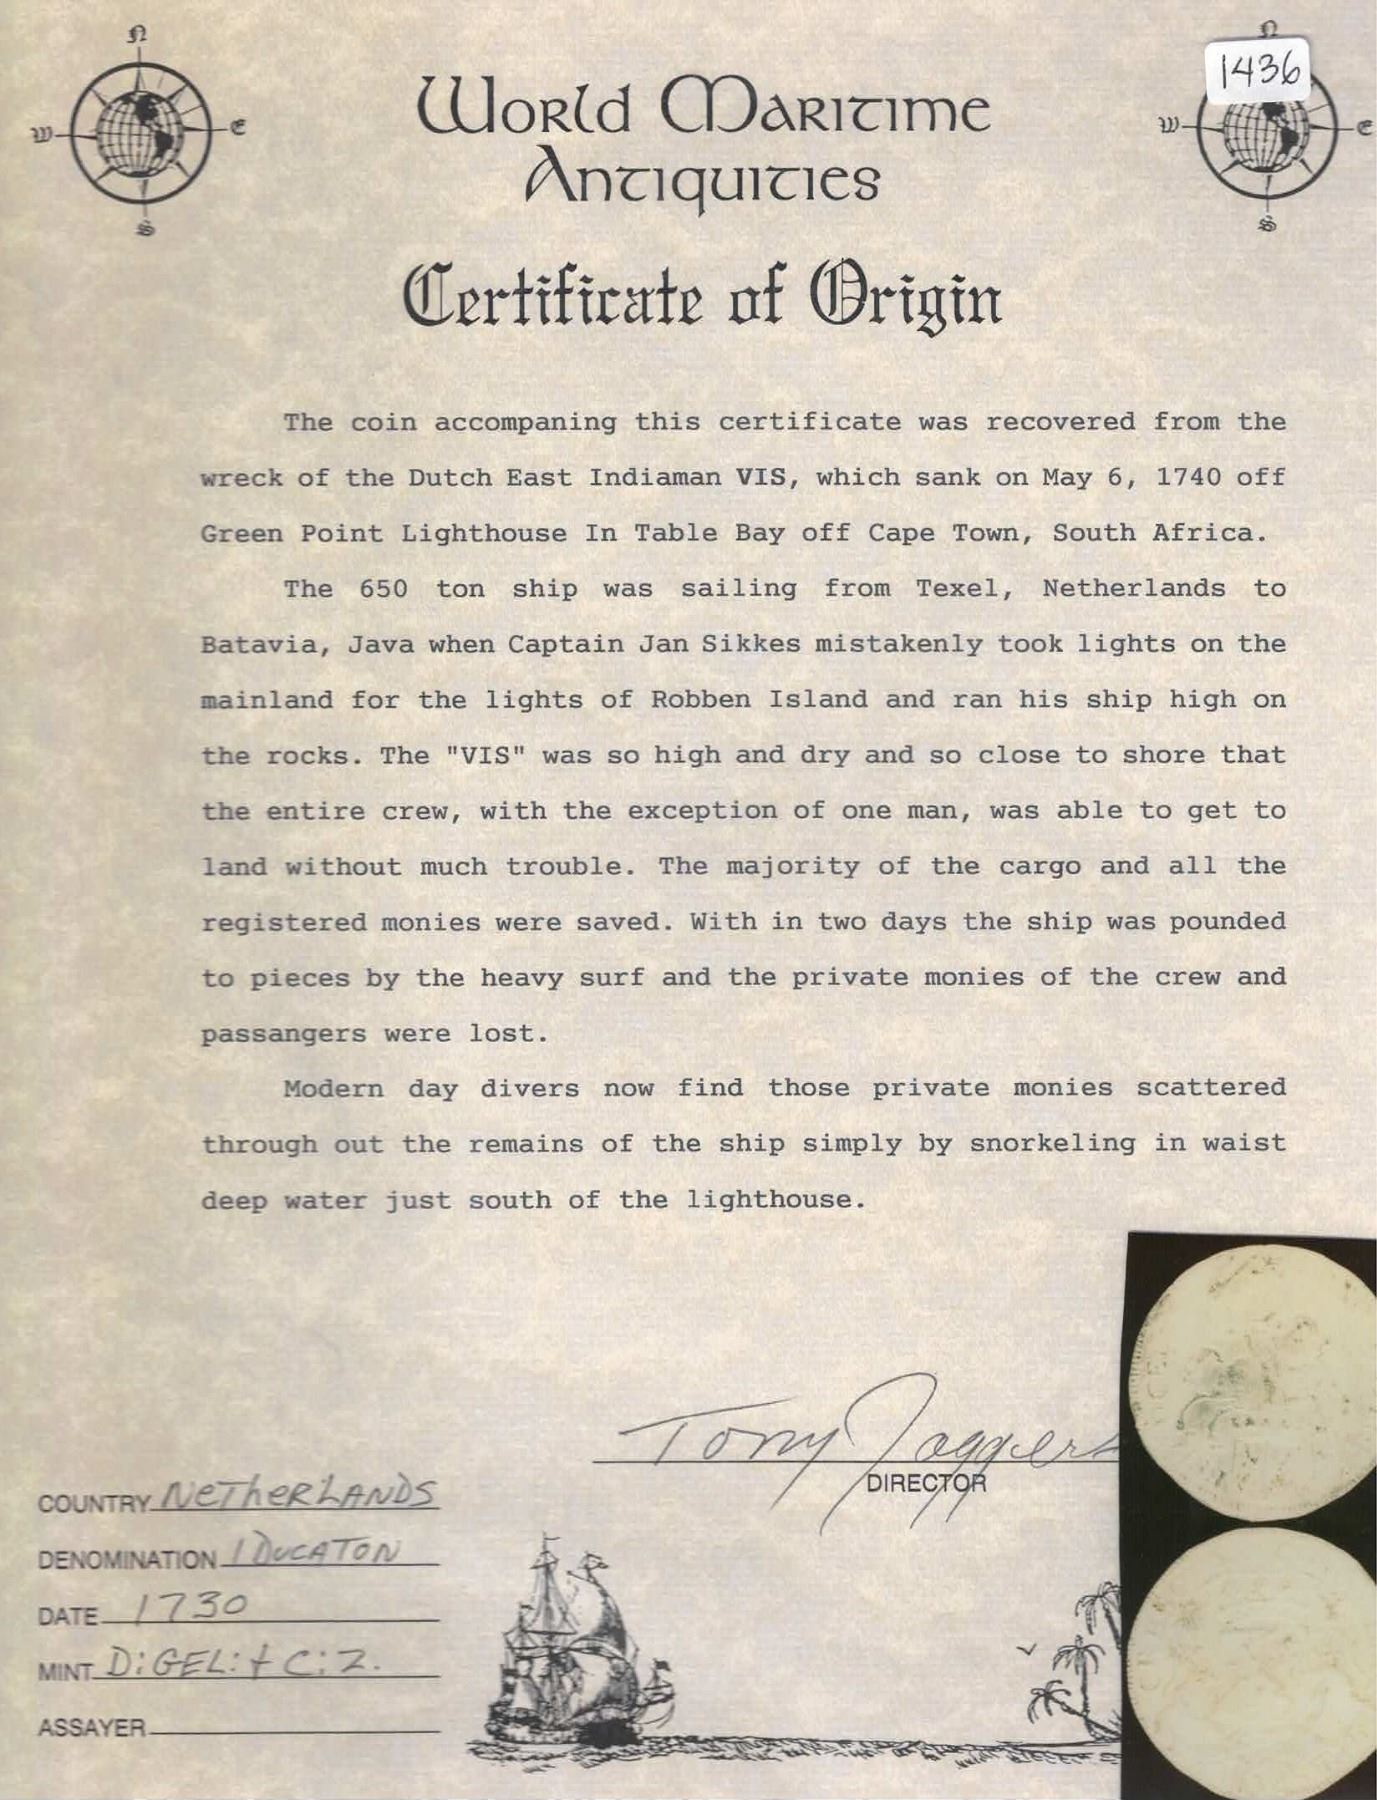 N
W E
S
1436
N
W E
S
World Maritime
Antiquities
Certificate of Origin
The coin accompaning this certificate was recovered from the
wreck of the Dutch East Indiaman VIS, which sank on May 6, 1740 off
Green Point Lighthouse In Table Bay off Cape Town, South Africa.
The 650 ton ship was sailing from Texel, Netherlands to
Batavia, Java when Captain Jan Sikkes mistakenly took lights on the
mainland for the lights of Robben Island and ran his ship high on
the rocks. The "VIS" was so high and dry and so close to shore that
the entire crew, with the exception of one man, was able to get to
land without much trouble. The majority of the cargo and all the
registered monies were saved. With in two days the ship was pounded
to pieces by the heavy surf and the private monies of the crew and
passangers were lost.
Modern day divers now find those private monies scattered
through out the remains of the ship simply by snorkeling in waist
deep water just south of the lighthouse.
Tony Jaggers
DIRECTOR
COUNTRY NETHERLANDS
DENOMINATION 1 DUCATON
DATE 1730
MINT D:GEL:+C:Z.
ASSAYER